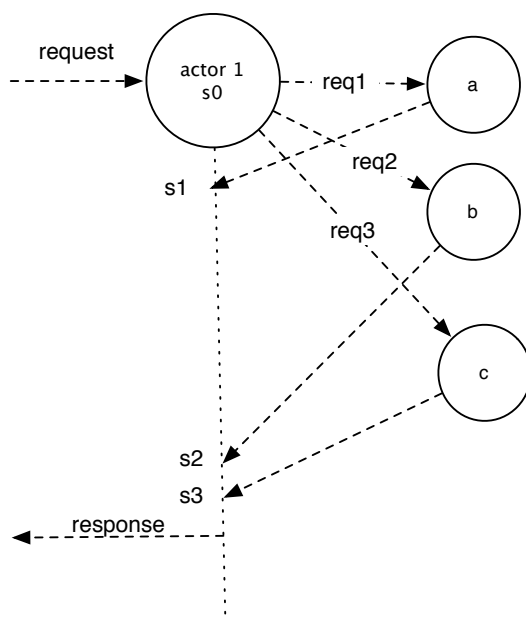 request
actor 1
s0
req1
a
req2
s1
b
req3
c
s2
s3
response